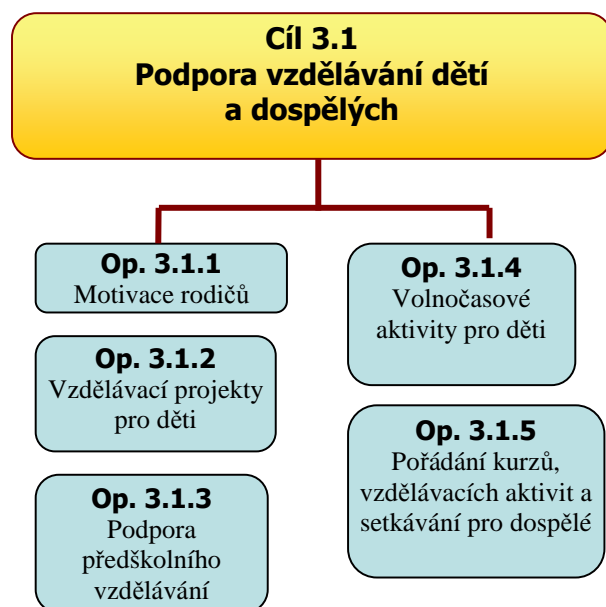 Cíl 3.1
Podpora vzdělávání dětí
a dospělých
Op. 3.1.1
Motivace rodičů
Op. 3.1.2
Vzdělávací projekty
pro děti
Op. 3.1.3
Podpora
předškolního
vzdělávání
Op. 3.1.4
Volnočasové
aktivity pro děti
Op. 3.1.5
Pořádání kurzů,
vzdělávacích aktivit a
setkávání pro dospělé